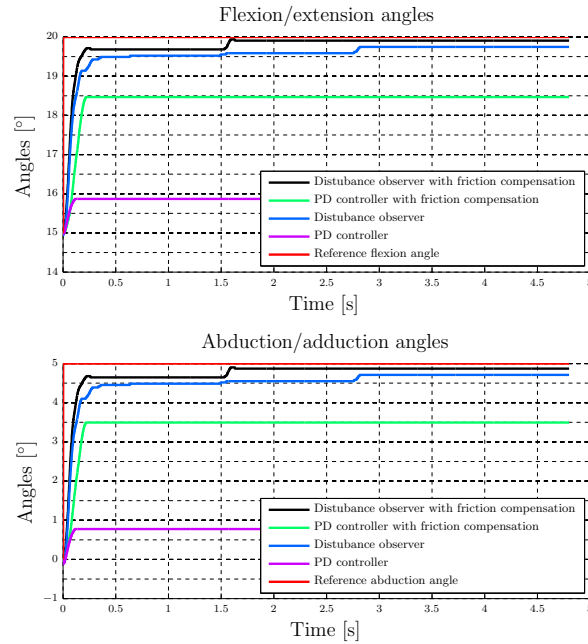 Flexion/extension angles
Angles [°]
20
19
18
17
16
15
14
Distubance observer with friction compensation
PD controller with friction compensation
Distubance observer
PD controller
Reference flexion angle
0 0.5 1 1.5 2 2.5 3 3.5 4 4.5
Time [s]
Abduction/adduction angles
Angles [°]
5
4
3
2
1
0
−1
Distubance observer with friction compensation
PD controller with friction compensation
Distubance observer
PD controller
Reference abduction angle
0 0.5 1 1.5 2 2.5 3 3.5 4 4.5
Time [s]